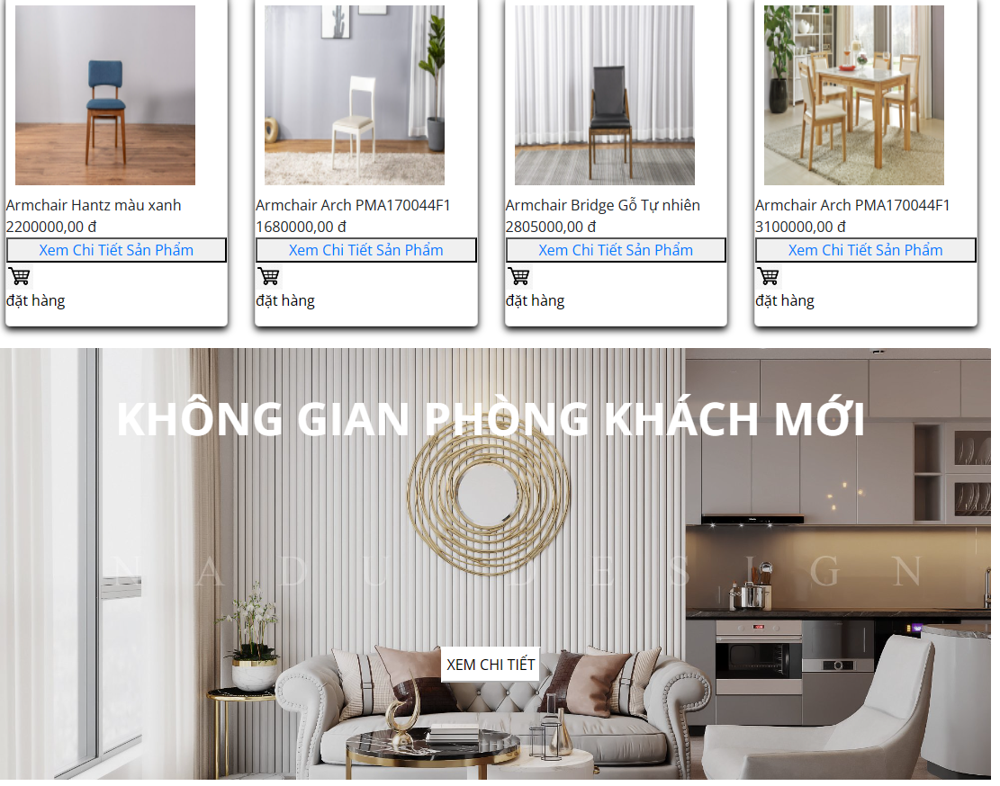 Armchair Hantz màu xanh
2200000,00 đ
Xem Chi Tiết Sản Phẩm
đặt hàng
Armchair Arch PMA170044F1
1680000,00 đ
Xem Chi Tiết Sản Phẩm
đặt hàng
Armchair Bridge Gỗ Tự nhiên
2805000,00 đ
Xem Chi Tiết Sản Phẩm
đặt hàng
Armchair Arch PMA170044F1
3100000,00 đ
Xem Chi Tiết Sản Phẩm
đặt hàng
KHÔNG GIAN PHÒNG KHÁCH MỚI
NADU DESIGN
XEM CHI TIẾT